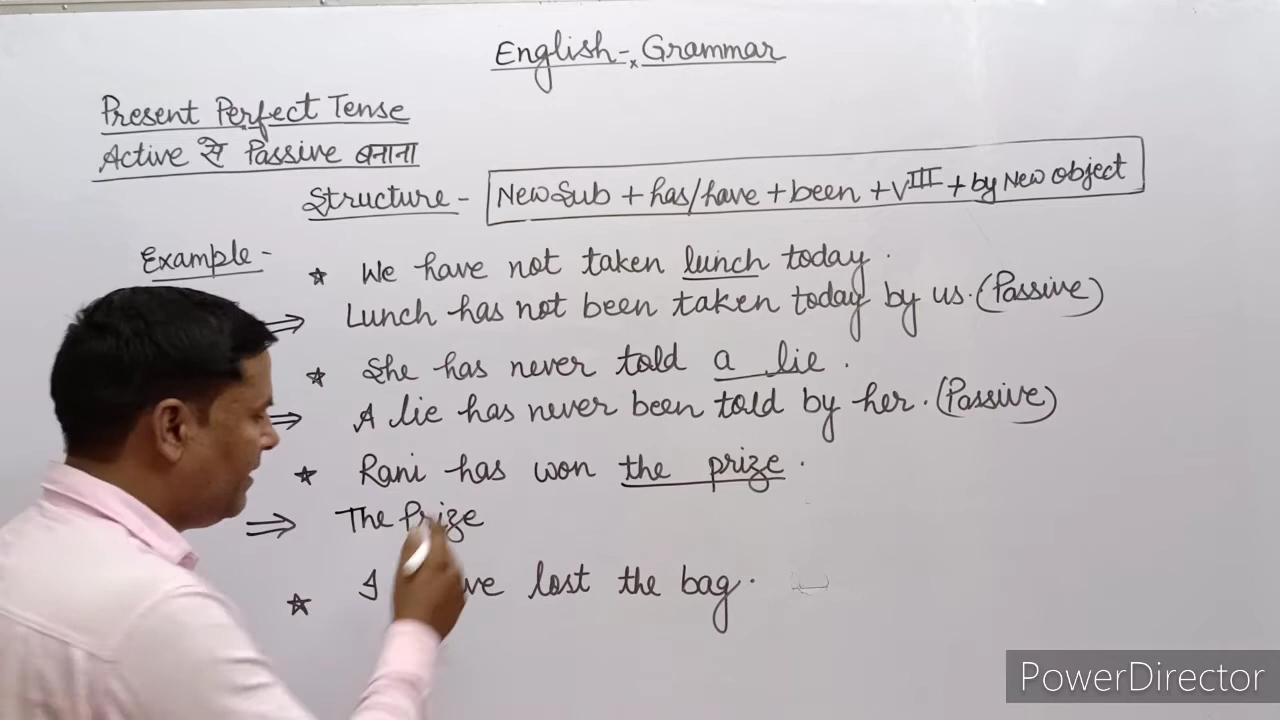 English-Grammar
Present Perfect Tense
Active से Passive बनाना
Structure - New Sub + has/have + been + V III + by New object
Example -
★ We have not taken lunch today.
⇒ Lunch has not been taken today by us. (Passive)
★ She has never told a lie.
⇒ A lie has never been told by her. (Passive)
★ Rani has won the prize.
⇒ The Prize
★ I lost the bag.
PowerDirector